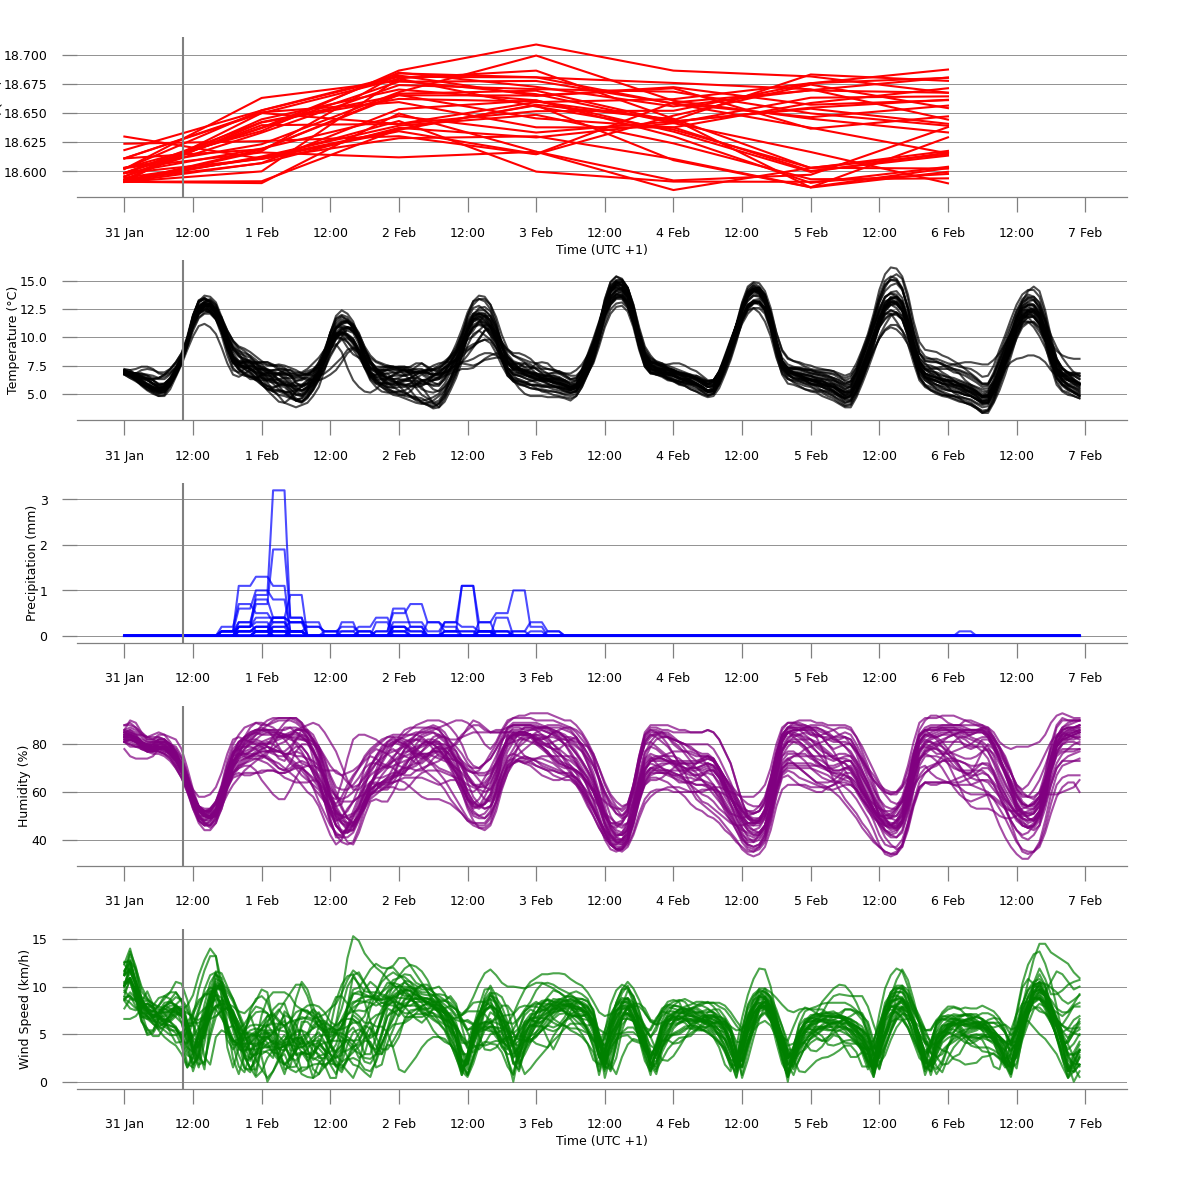 18.700
18.675
18.650
18.625
18.600
31 Jan 12:00 1 Feb 12:00 2 Feb 12:00 3 Feb 12:00 4 Feb 12:00 5 Feb 12:00 6 Feb 12:00 7 Feb
Time (UTC +1)
Temperature (°C)
15.0
12.5
10.0
7.5
5.0
31 Jan 12:00 1 Feb 12:00 2 Feb 12:00 3 Feb 12:00 4 Feb 12:00 5 Feb 12:00 6 Feb 12:00 7 Feb
Precipitation (mm)
3
2
1
0
31 Jan 12:00 1 Feb 12:00 2 Feb 12:00 3 Feb 12:00 4 Feb 12:00 5 Feb 12:00 6 Feb 12:00 7 Feb
Humidity (%)
80
60
40
31 Jan 12:00 1 Feb 12:00 2 Feb 12:00 3 Feb 12:00 4 Feb 12:00 5 Feb 12:00 6 Feb 12:00 7 Feb
Wind Speed (km/h)
15
10
5
0
31 Jan 12:00 1 Feb 12:00 2 Feb 12:00 3 Feb 12:00 4 Feb 12:00 5 Feb 12:00 6 Feb 12:00 7 Feb
Time (UTC +1)